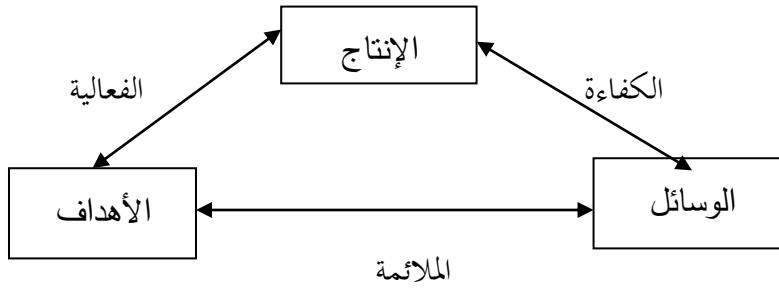 الإنتاج
الكفاءة
الفعالية
الوسائل
الأهداف
الملائمة